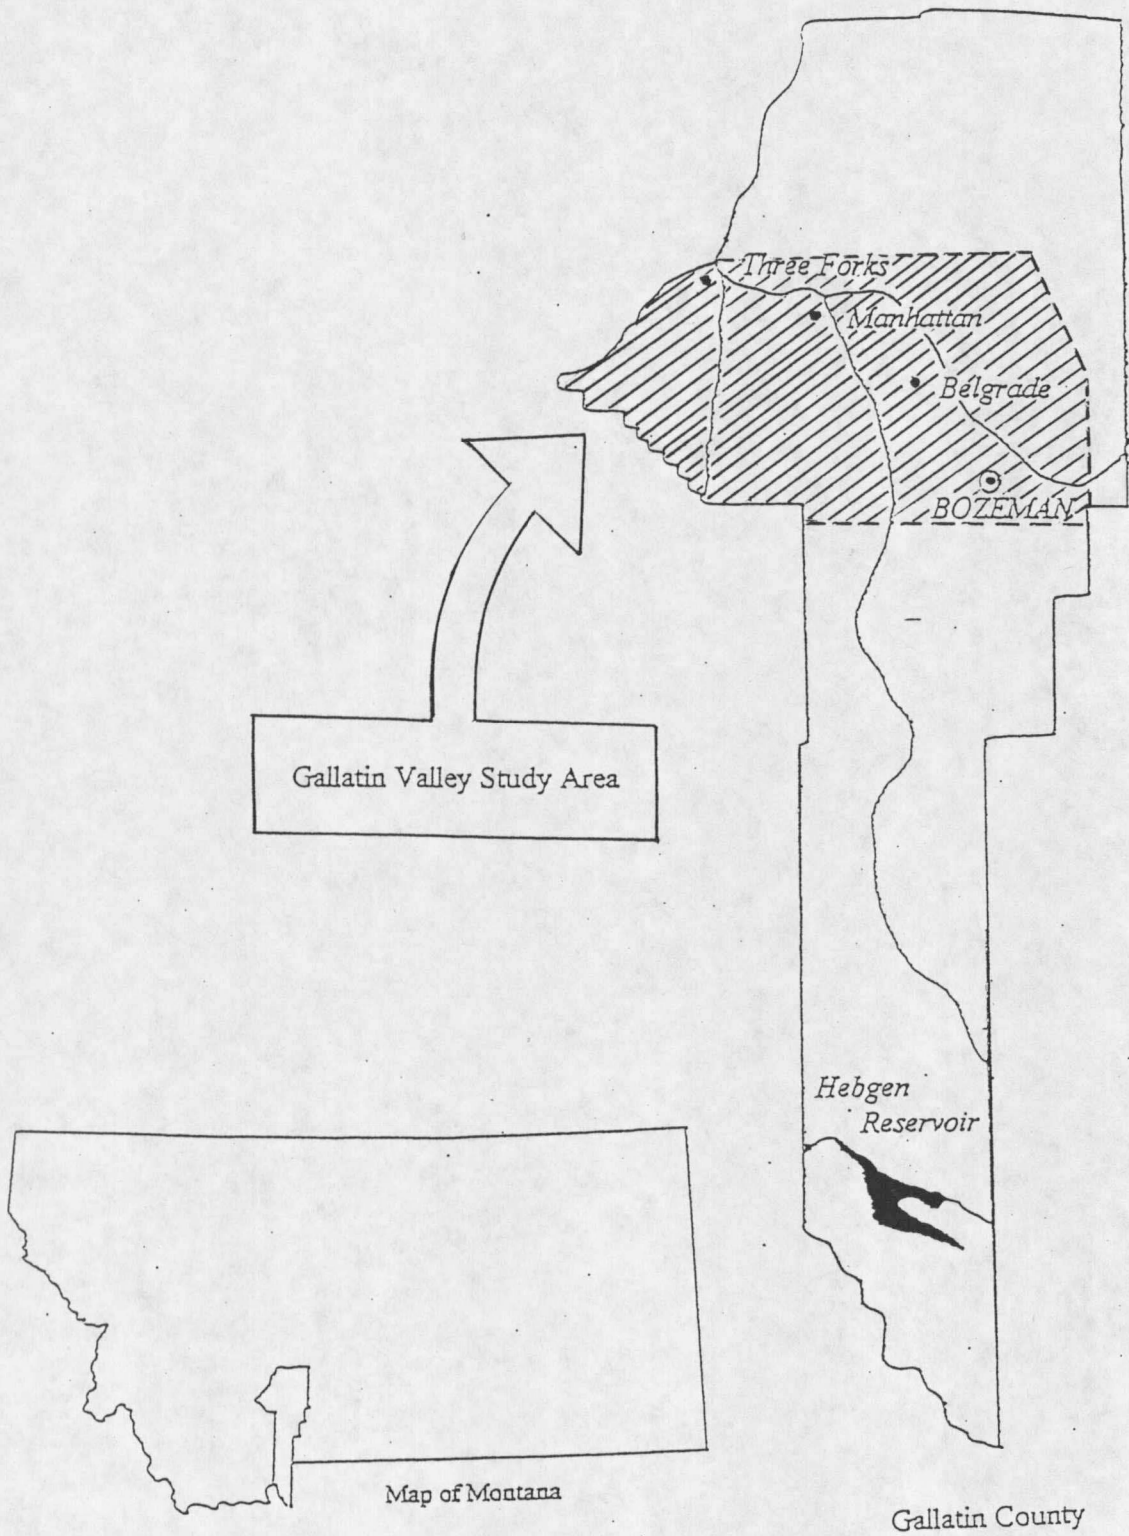 Three Forks
Manhattan
Belgrade
BOZEMAN
Gallatin Valley Study Area
Hebgen
Reservoir
Map of Montana
Gallatin County